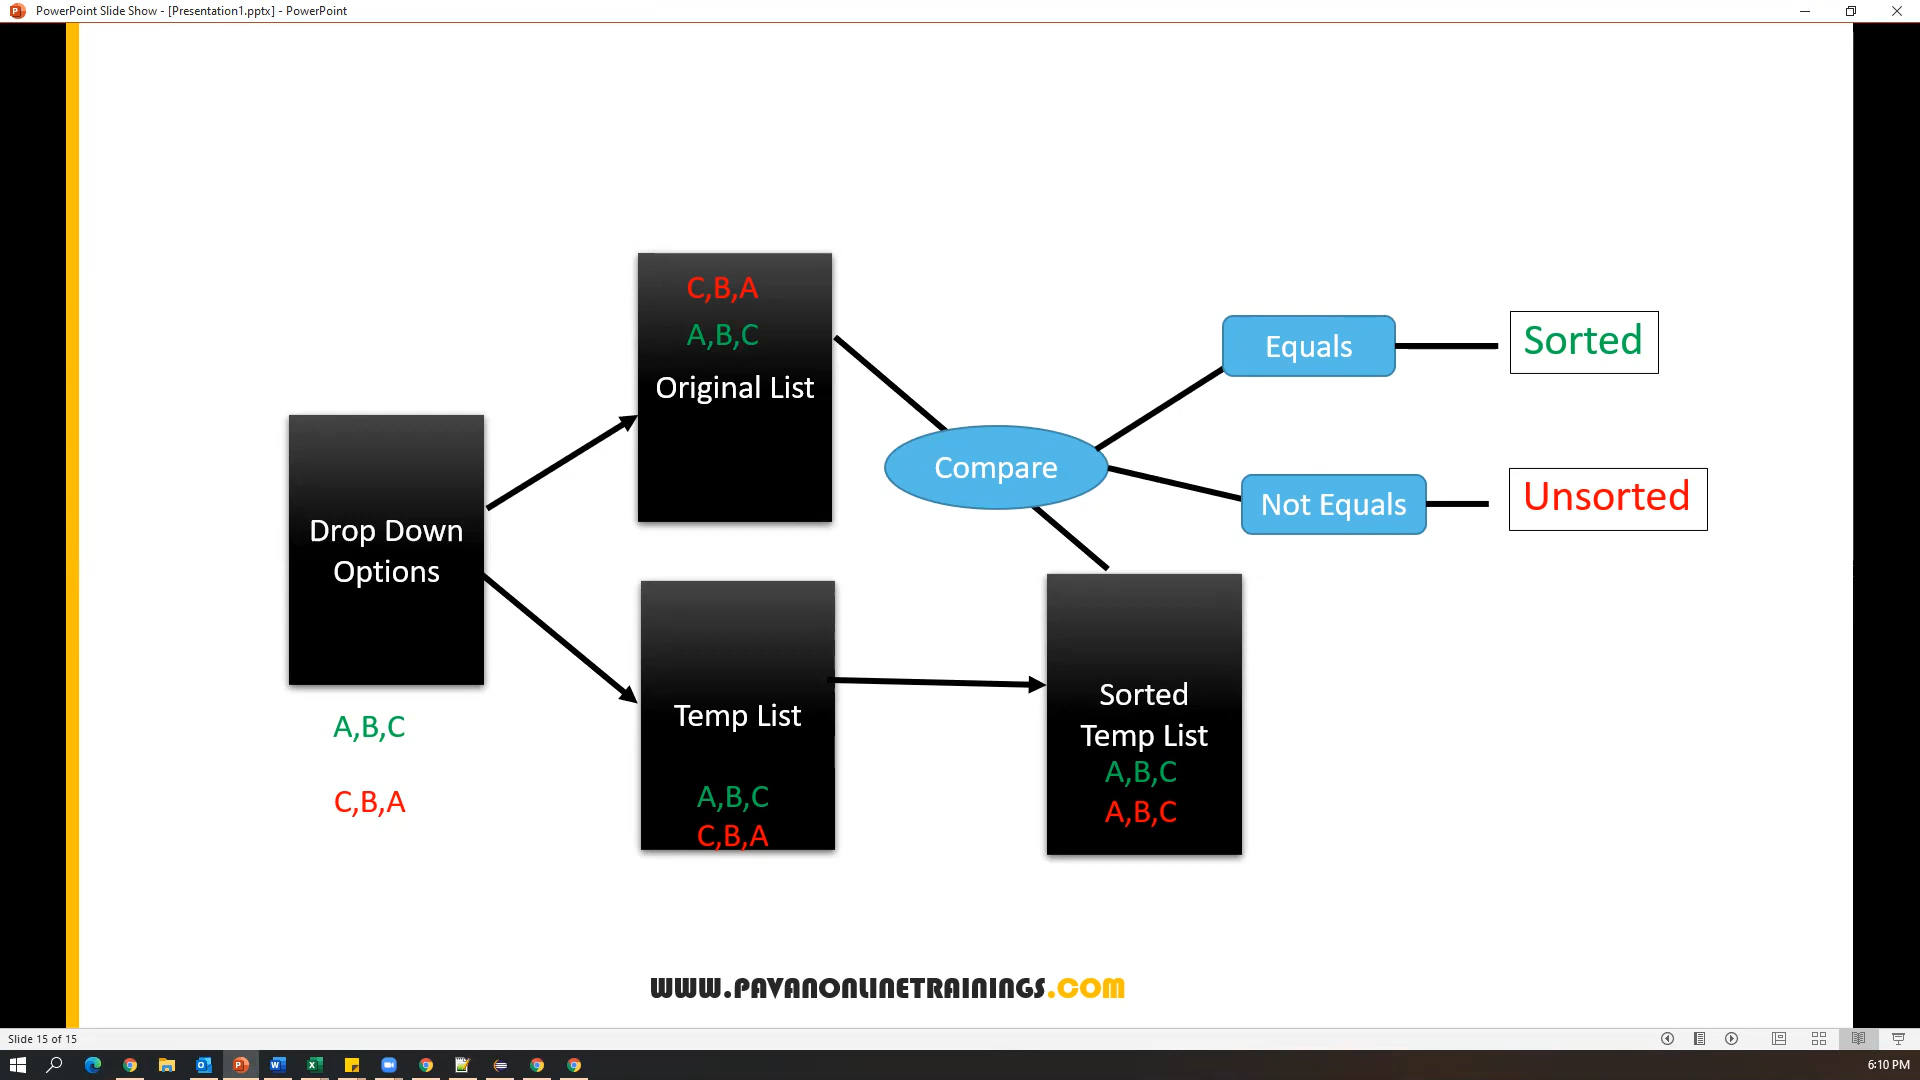 PowerPoint Slide Show - [Presentation1.pptx] - PowerPoint
C,B,A
A,B,C
Original List
Equals
Sorted
Compare
Not Equals
Unsorted
Drop Down
Options
A,B,C
C,B,A
Temp List
A,B,C
C,B,A
Sorted
Temp List
A,B,C
A,B,C
WWW.PAVANONLINETRAININGS.COM
Slide 15 of 15
6:10 PM